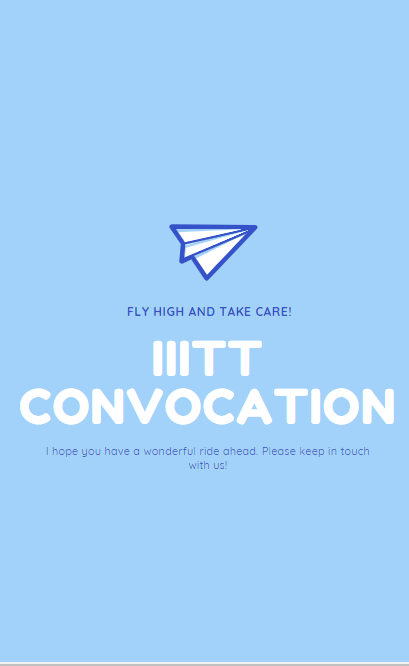 FLY HIGH AND TAKE CARE!
IIITT
CONVOCATION
I hope you have a wonderful ride ahead. Please keep in touch
with us!